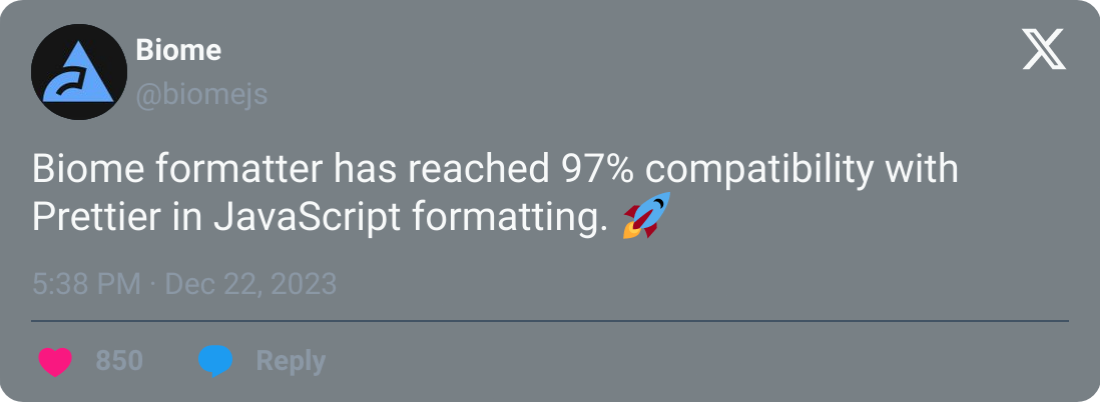 Biome
@biomejs
Biome formatter has reached 97% compatibility with
Prettier in JavaScript formatting. 🚀
5:38 PM · Dec 22, 2023
850 Reply